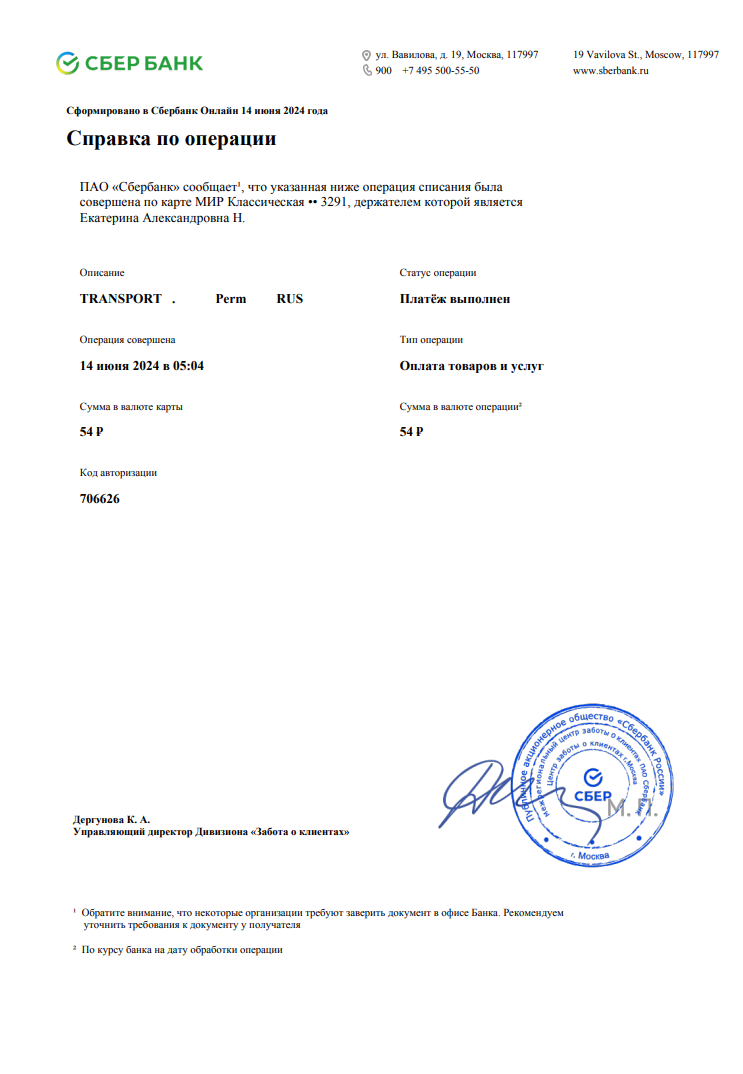 СБЕР БАНК
ул. Вавилова, д. 19, Москва, 117997
19 Vavilova St., Moscow, 117997
900 +7 495 500-55-50
www.sberbank.ru
Сформировано в Сбербанк Онлайн 14 июня 2024 года
Справка по операции
ПАО «Сбербанк» сообщает¹, что указанная ниже операция списания была
совершена по карте МИР Классическая •• 3291, держателем которой является
Екатерина Александровна Н.
Описание
TRANSPORT . Perm RUS
Статус операции
Платёж выполнен
Операция совершена
14 июня 2024 в 05:04
Тип операции
Оплата товаров и услуг
Сумма в валюте карты
54 ₽
Сумма в валюте операции²
54 ₽
Код авторизации
706626
Публичное акционерное общество «Сбербанк России»
Межрегиональный центр заботы о клиентах ПАО Сбербанк
Центр заботы о клиентах г. Москва
СБЕР
М. П.
г. Москва
Дергунова К. А.
Управляющий директор Дивизиона «Забота о клиентах»
¹ Обратите внимание, что некоторые организации требуют заверить документ в офисе Банка. Рекомендуем
уточнить требования к документу у получателя
² По курсу банка на дату обработки операции